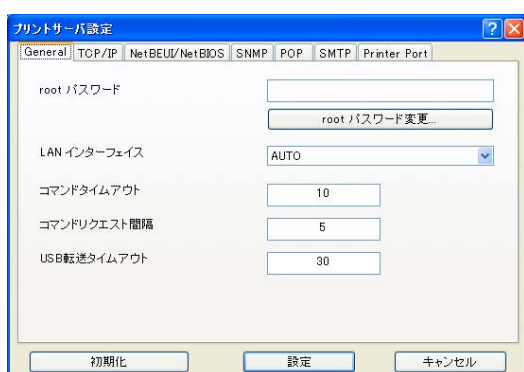 プリントサーバ設定
General TCP/IP NetBEUI/NetBIOS SNMP POP SMTP Printer Port
root パスワード
root パスワード変更...
LAN インターフェイス AUTO
コマンドタイムアウト 10
コマンドリクエスト間隔 5
USB転送タイムアウト 30
初期化 設定 キャンセル